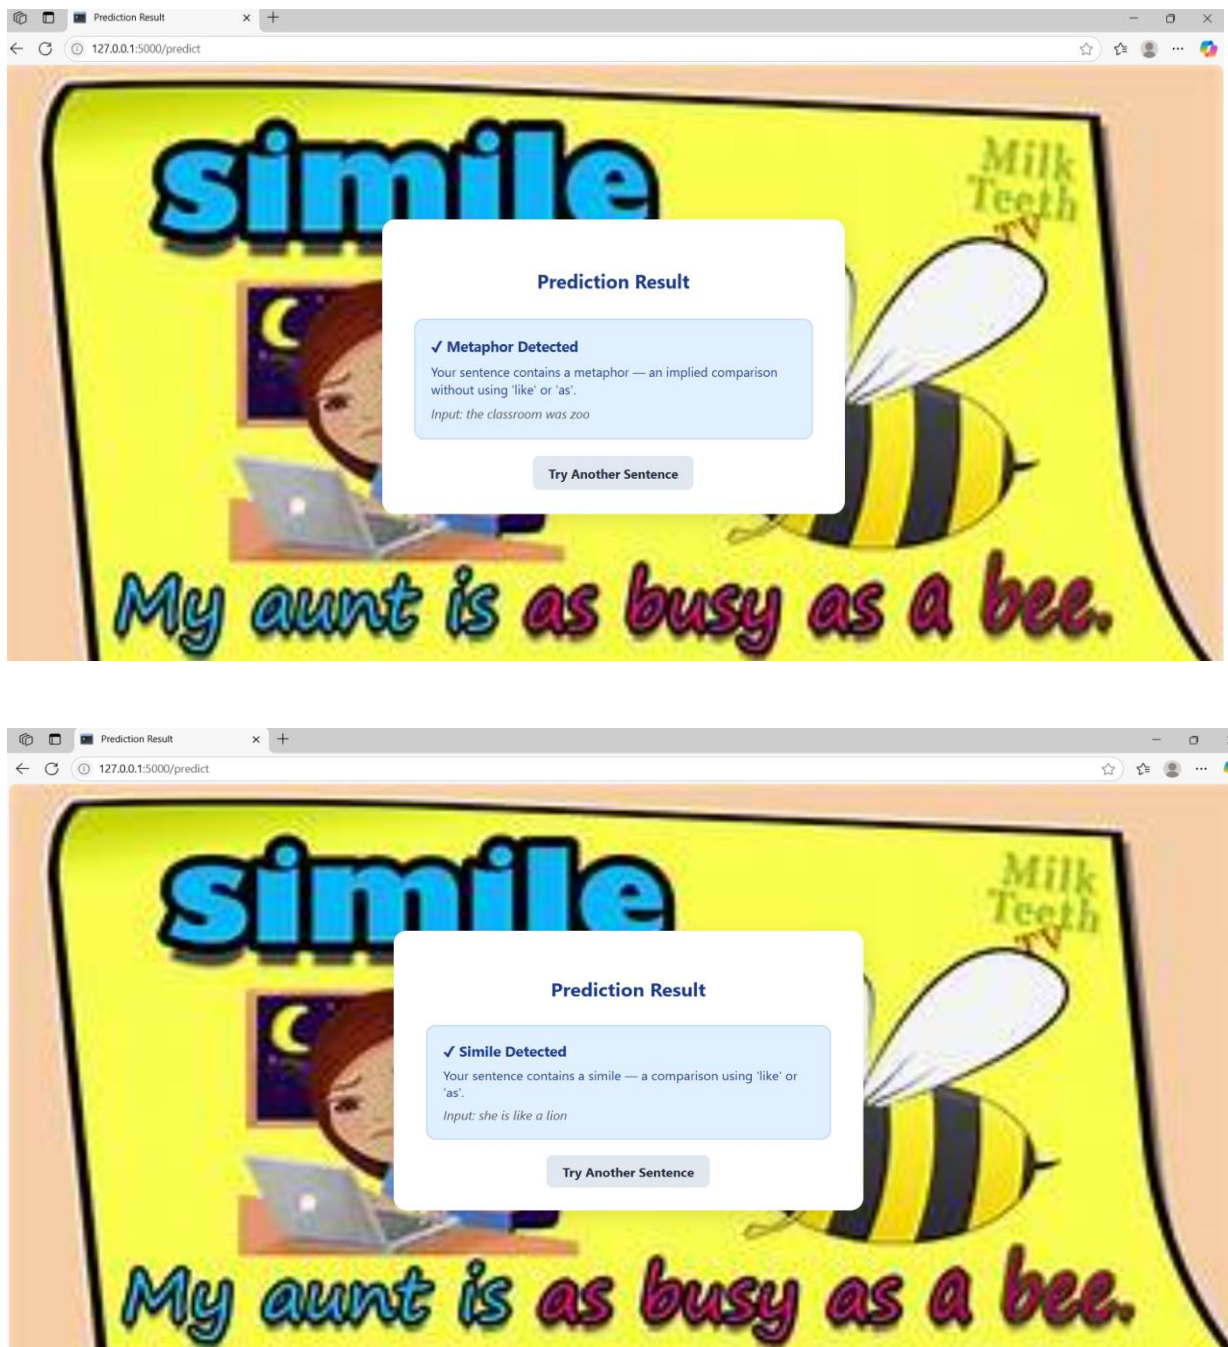 Prediction Result
127.0.0.1:5000/predict
simile
Milk
Teeth
TV
Prediction Result
✓ Metaphor Detected
Your sentence contains a metaphor — an implied comparison
without using 'like' or 'as'.
Input: the classroom was zoo
Try Another Sentence
My aunt is as busy as a bee.
Prediction Result
127.0.0.1:5000/predict
simile
Milk
Teeth
TV
Prediction Result
✓ Simile Detected
Your sentence contains a simile — a comparison using 'like' or
'as'.
Input: she is like a lion
Try Another Sentence
My aunt is as busy as a bee.